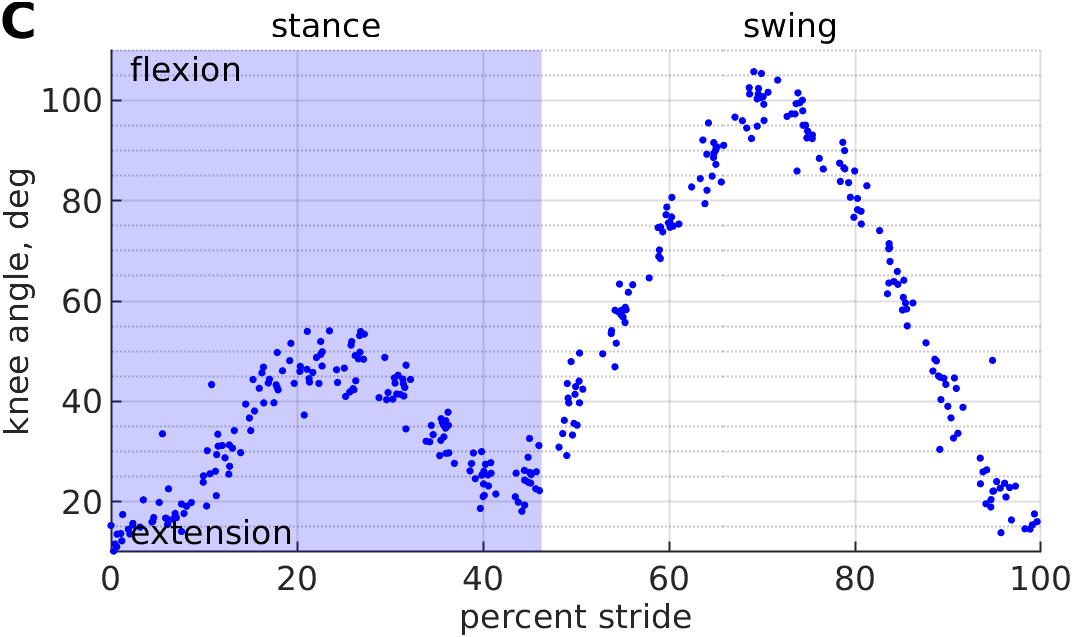 C
stance swing
flexion
100
80
60
40
20
extension
knee angle, deg
0 20 40 60 80 100
percent stride